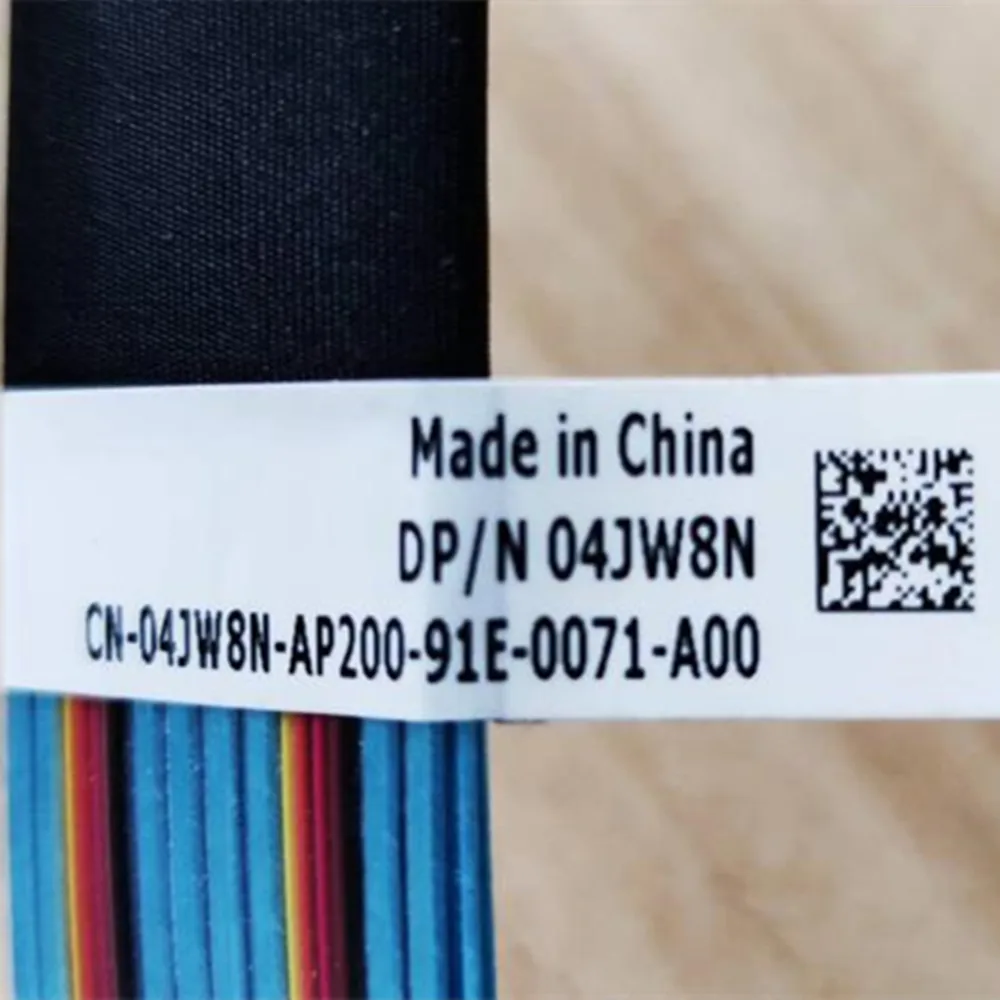 Made in China
DP/N 04JW8N
CN-04JW8N-AP200-91E-0071-A00